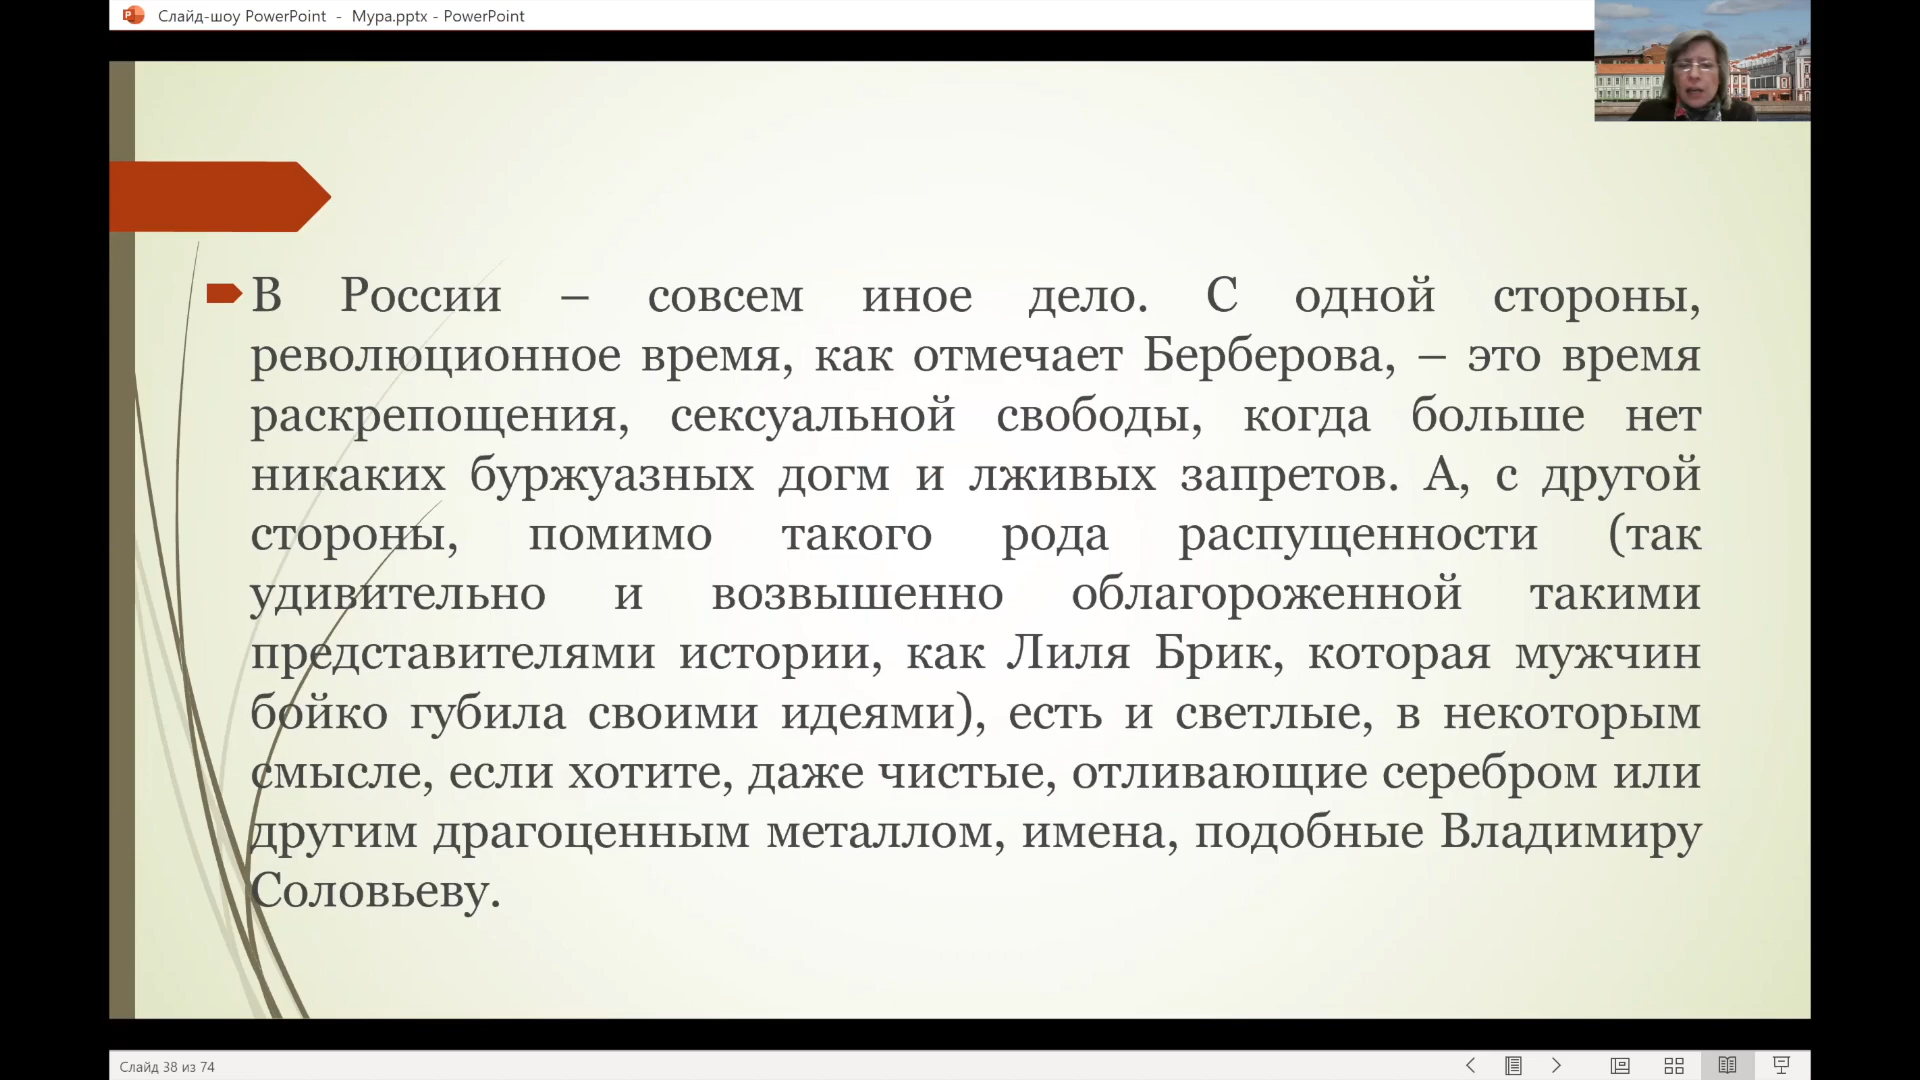 Слайд-шоу PowerPoint - Мура.pptx - PowerPoint
В России – совсем иное дело. С одной стороны,
революционное время, как отмечает Берберова, – это время
раскрепощения, сексуальной свободы, когда больше нет
никаких буржуазных догм и лживых запретов. А, с другой
стороны, помимо такого рода распущенности (так
удивительно и возвышенно облагороженной такими
представителями истории, как Лиля Брик, которая мужчин
бойко губила своими идеями), есть и светлые, в некоторым
смысле, если хотите, даже чистые, отливающие серебром или
другим драгоценным металлом, имена, подобные Владимиру
Соловьеву.
Слайд 38 из 74